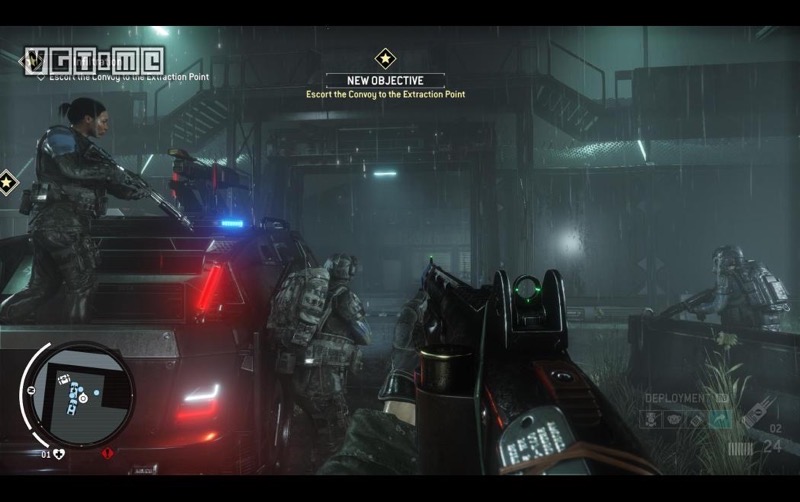 VGTIME
Escort the Convoy to the Extraction Point
NEW OBJECTIVE
Escort the Convoy to the Extraction Point
DEPLOYMENT
02
24
01